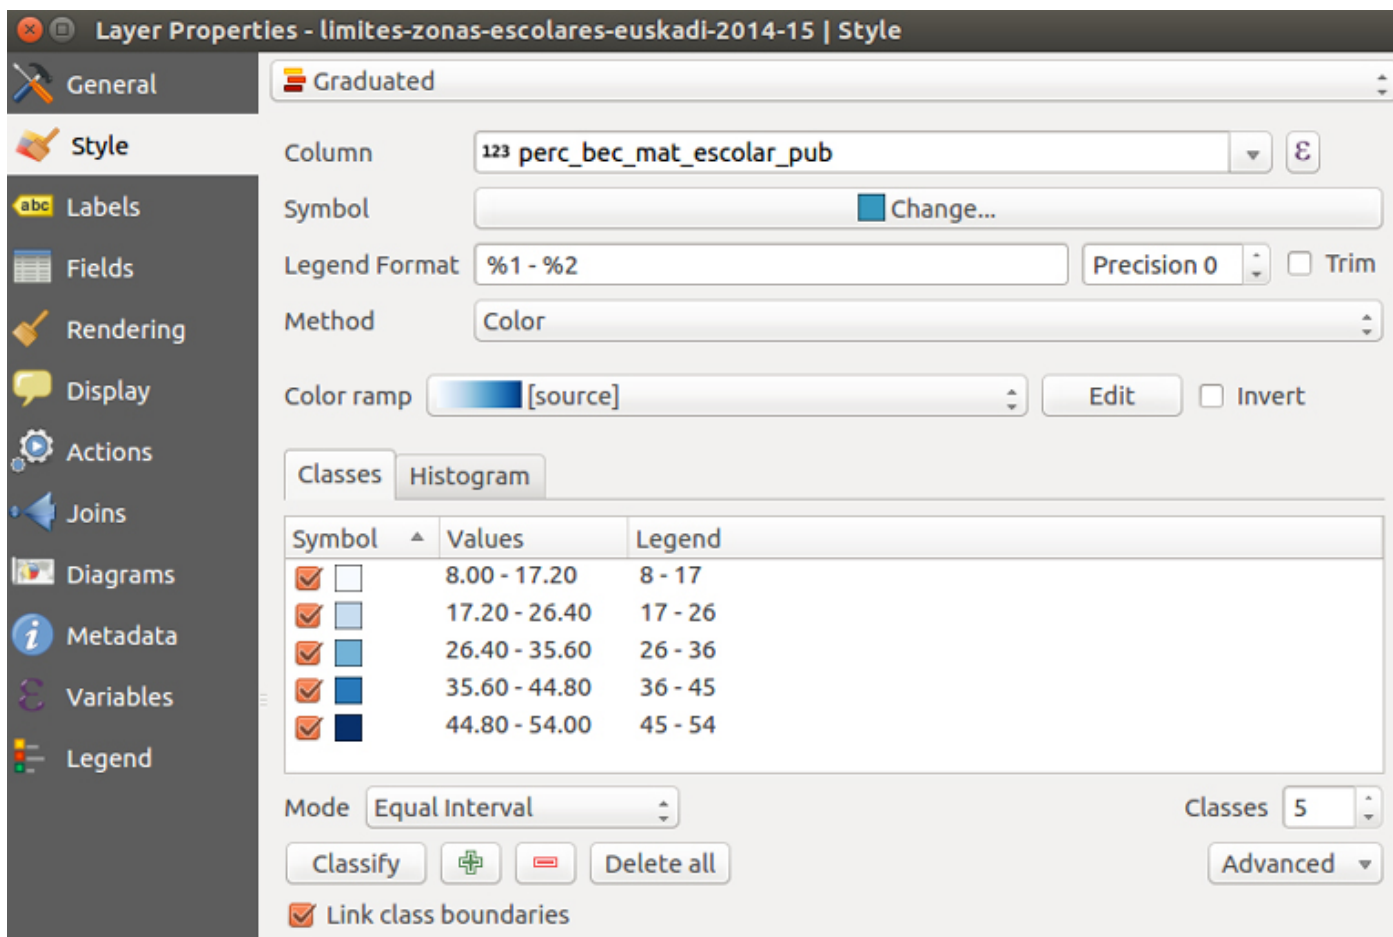 Layer Properties - limites-zonas-escolares-euskadi-2014-15 | Style
General
Style
abc Labels
Fields
Rendering
Display
Actions
Joins
Diagrams
Metadata
Variables
Legend
Graduated
Column 123 perc_bec_mat_escolar_pub ε
Symbol Change...
Legend Format %1 - %2 Precision 0 Trim
Method Color
Color ramp [source] Edit Invert
Classes Histogram
Symbol Values Legend
8.00 - 17.20 8 - 17
17.20 - 26.40 17 - 26
26.40 - 35.60 26 - 36
35.60 - 44.80 36 - 45
44.80 - 54.00 45 - 54
Mode Equal Interval Classes 5
Classify Delete all Advanced
Link class boundaries